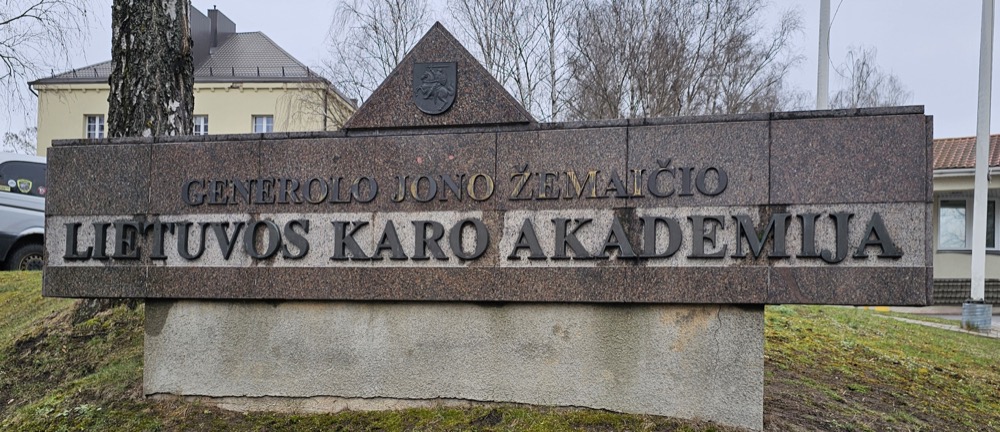 GENEROLO JONO ŽEMAIČIO
LIETUVOS KARO AKADEMIJA